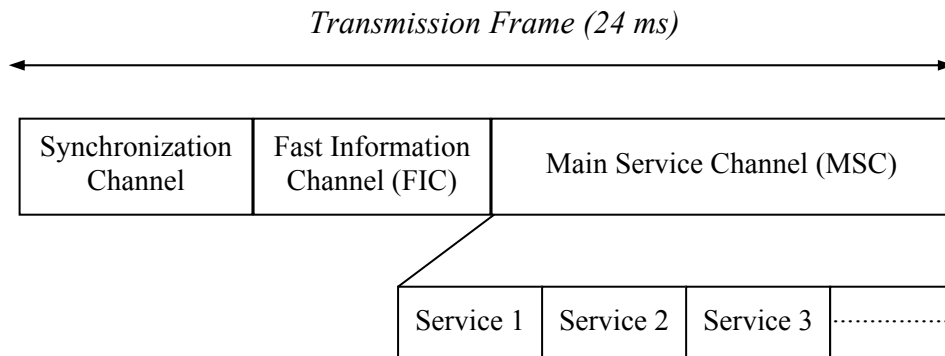 Transmission Frame (24 ms)
Synchronization
Channel
Fast Information
Channel (FIC)
Main Service Channel (MSC)
Service 1
Service 2
Service 3